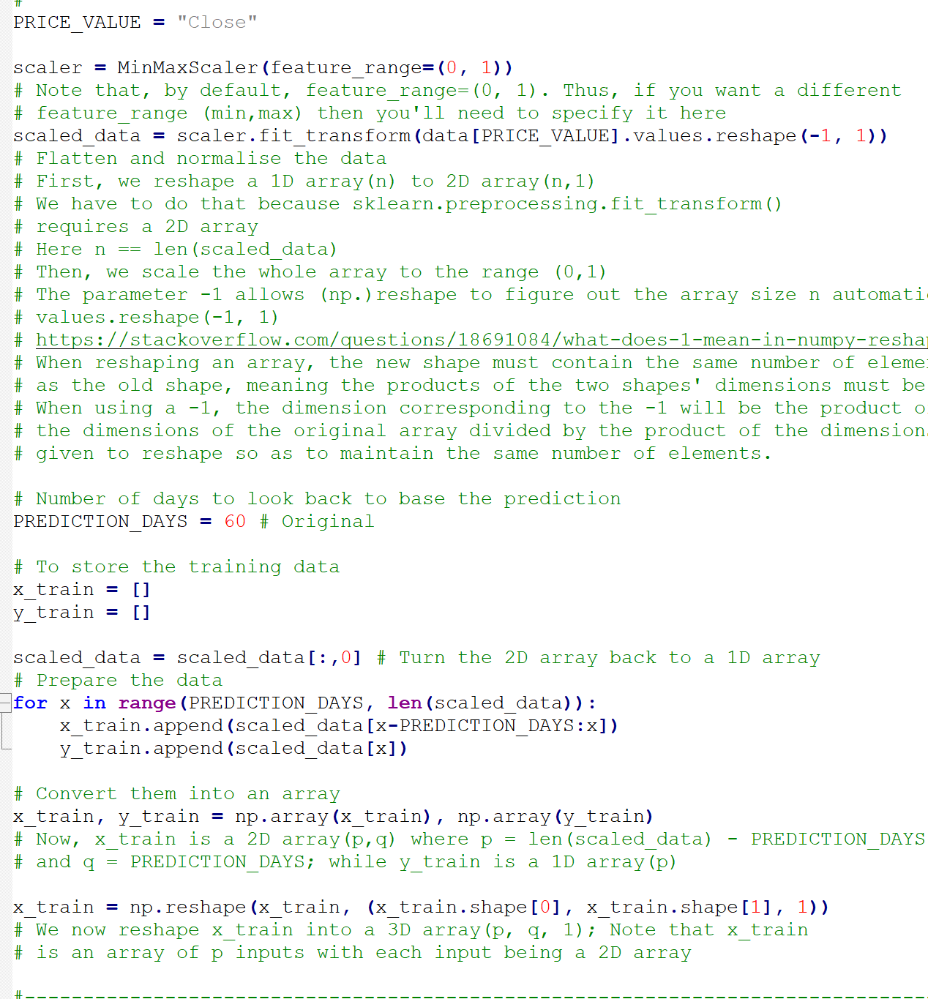 #
PRICE_VALUE = "Close"
scaler = MinMaxScaler(feature_range=(0, 1))
# Note that, by default, feature_range=(0, 1). Thus, if you want a different
# feature_range (min,max) then you'll need to specify it here
scaled_data = scaler.fit_transform(data[PRICE_VALUE].values.reshape(-1, 1))
# Flatten and normalise the data
# First, we reshape a 1D array(n) to 2D array(n,1)
# We have to do that because sklearn.preprocessing.fit_transform()
# requires a 2D array
# Here n == len(scaled_data)
# Then, we scale the whole array to the range (0,1)
# The parameter -1 allows (np.)reshape to figure out the array size n automati
# values.reshape(-1, 1)
# https://stackoverflow.com/questions/18691084/what-does-1-mean-in-numpy-resha
# When reshaping an array, the new shape must contain the same number of eleme
# as the old shape, meaning the products of the two shapes' dimensions must be
# When using a -1, the dimension corresponding to the -1 will be the product o
# the dimensions of the original array divided by the product of the dimension
# given to reshape so as to maintain the same number of elements.
# Number of days to look back to base the prediction
PREDICTION_DAYS = 60 # Original
# To store the training data
x_train = []
y_train = []
scaled_data = scaled_data[:,0] # Turn the 2D array back to a 1D array
# Prepare the data
for x in range(PREDICTION_DAYS, len(scaled_data)):
    x_train.append(scaled_data[x-PREDICTION_DAYS:x])
    y_train.append(scaled_data[x])
# Convert them into an array
x_train, y_train = np.array(x_train), np.array(y_train)
# Now, x_train is a 2D array(p,q) where p = len(scaled_data) - PREDICTION_DAYS
# and q = PREDICTION_DAYS; while y_train is a 1D array(p)
x_train = np.reshape(x_train, (x_train.shape[0], x_train.shape[1], 1))
# We now reshape x_train into a 3D array(p, q, 1); Note that x_train
# is an array of p inputs with each input being a 2D array
#------------------------------------------------------------------------------